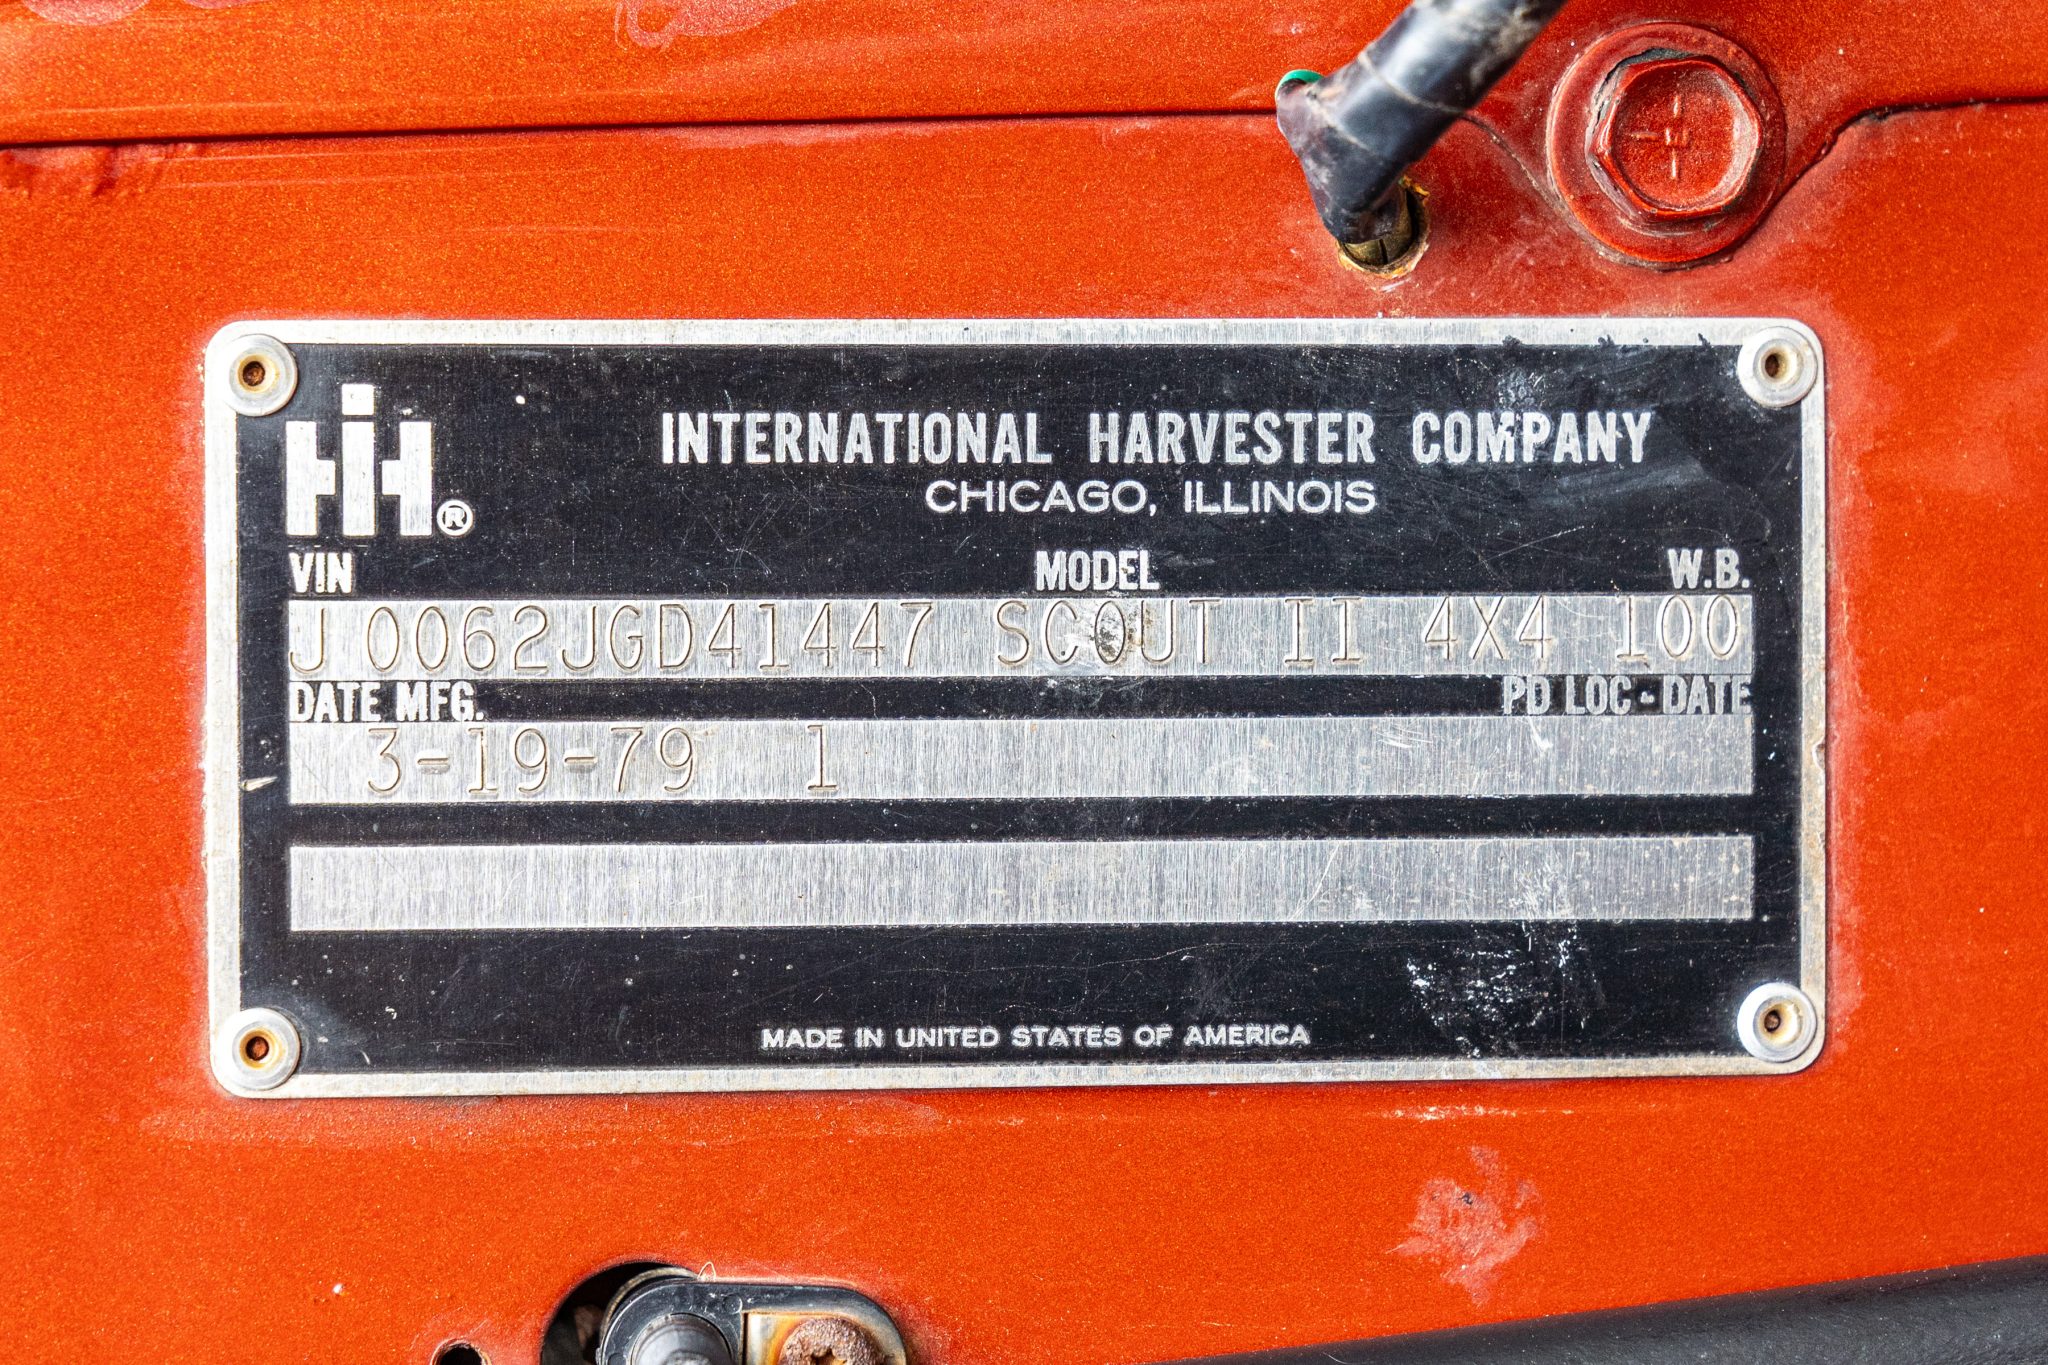 IH®
INTERNATIONAL HARVESTER COMPANY
CHICAGO, ILLINOIS
VIN MODEL W.B.
J0062JGD41447 SCOUT II 4X4 100
DATE MFG. PD LOC - DATE
3-19-79 1
MADE IN UNITED STATES OF AMERICA